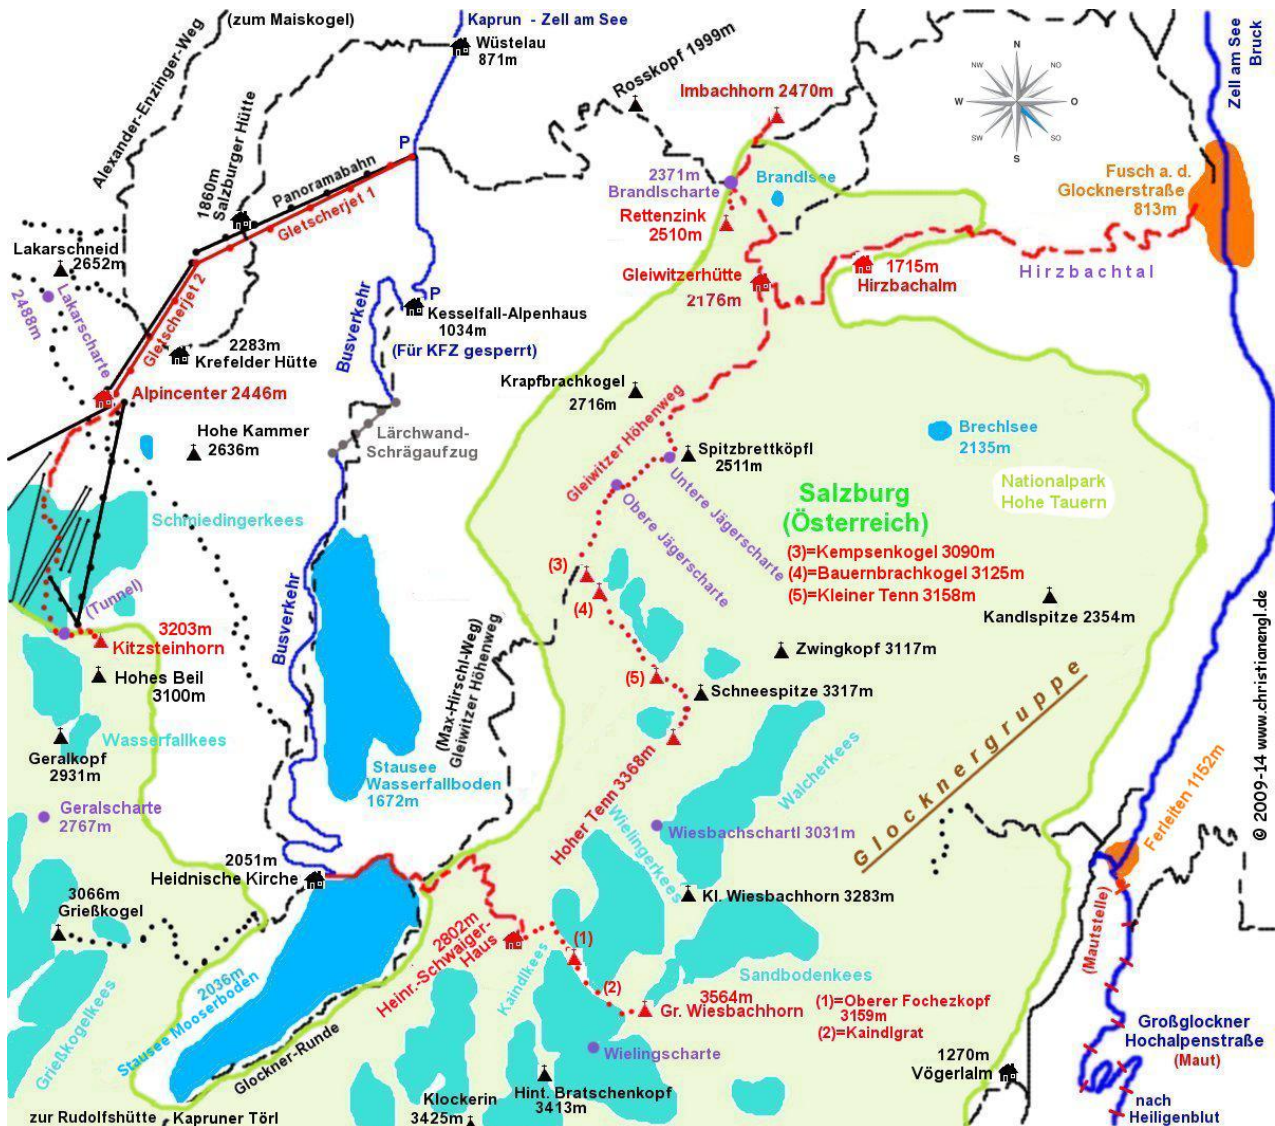 (zum Maiskogel)
Kaprun - Zell am See
Wüstelau
871m
Alexander-Enzinger-Weg
Rosskopf 1999m
Imbachhorn 2470m
N
NW
NO
W
O
SW
SO
S
Zell am See
Bruck
1860m
Salzburger Hütte
Panoramabahn
Gletscherjet 1
P
2371m
Brandlscharte
Brandlsee
Fusch a. d.
Glocknerstraße
813m
Rettenzink
2510m
Lakarschneid
2652m
Lakarscharte
2488m
Gletscherjet 2
Busverkehr
P
Kesselfall-Alpenhaus
1034m
(Für KFZ gesperrt)
Gleiwitzerhütte
2176m
1715m
Hirzbachalm
Hirzbachtal
2283m
Krefelder Hütte
Alpincenter 2446m
Krapfbrachkogel
2716m
Hohe Kammer
2636m
Lärchwand-
Schrägaufzug
Gleiwitzer Höhenweg
Spitzbrettköpfl
2511m
Brechlsee
2135m
Nationalpark
Hohe Tauern
Untere Jägerscharte
Obere Jägerscharte
Salzburg
(Österreich)
Schmiedingerkees
(3)=Kempsenkogel 3090m
(4)=Bauernbrachkogel 3125m
(5)=Kleiner Tenn 3158m
(3)
(4)
(Tunnel)
Busverkehr
Kandlspitze 2354m
3203m
Kitzsteinhorn
Zwingkopf 3117m
Hohes Beil
3100m
(5)
Schneespitze 3317m
(Max-Hirschl-Weg)
Gleiwitzer Höhenweg
Wasserfallkees
Geralkopf
2931m
Stausee
Wasserfallboden
1672m
Hoher Tenn 3368m
Walcherkees
Glocknergruppe
Ferleiten 1152m
© 2009-14 www.christianengl.de
Geralscharte
2767m
Wiesbachschartl 3031m
Wielingerkees
2051m
Heidnische Kirche
3066m
Grießkogel
Kl. Wiesbachhorn 3283m
2802m
Heinr.-Schwaiger-
Haus
(1)
(Mautstelle)
Kaindlkees
Sandbodenkees
2036m
Stausee Mooserboden
(2)
3564m
Gr. Wiesbachhorn
(1)=Oberer Fochezkopf
3159m
(2)=Kaindlgrat
Grießkogelkees
Glockner-Runde
Wielingscharte
Großglockner
Hochalpenstraße
(Maut)
1270m
Vögerlalm
Hint. Bratschenkopf
3413m
Klockerin
3425m
zur Rudolfshütte
Kapruner Törl
nach
Heiligenblut